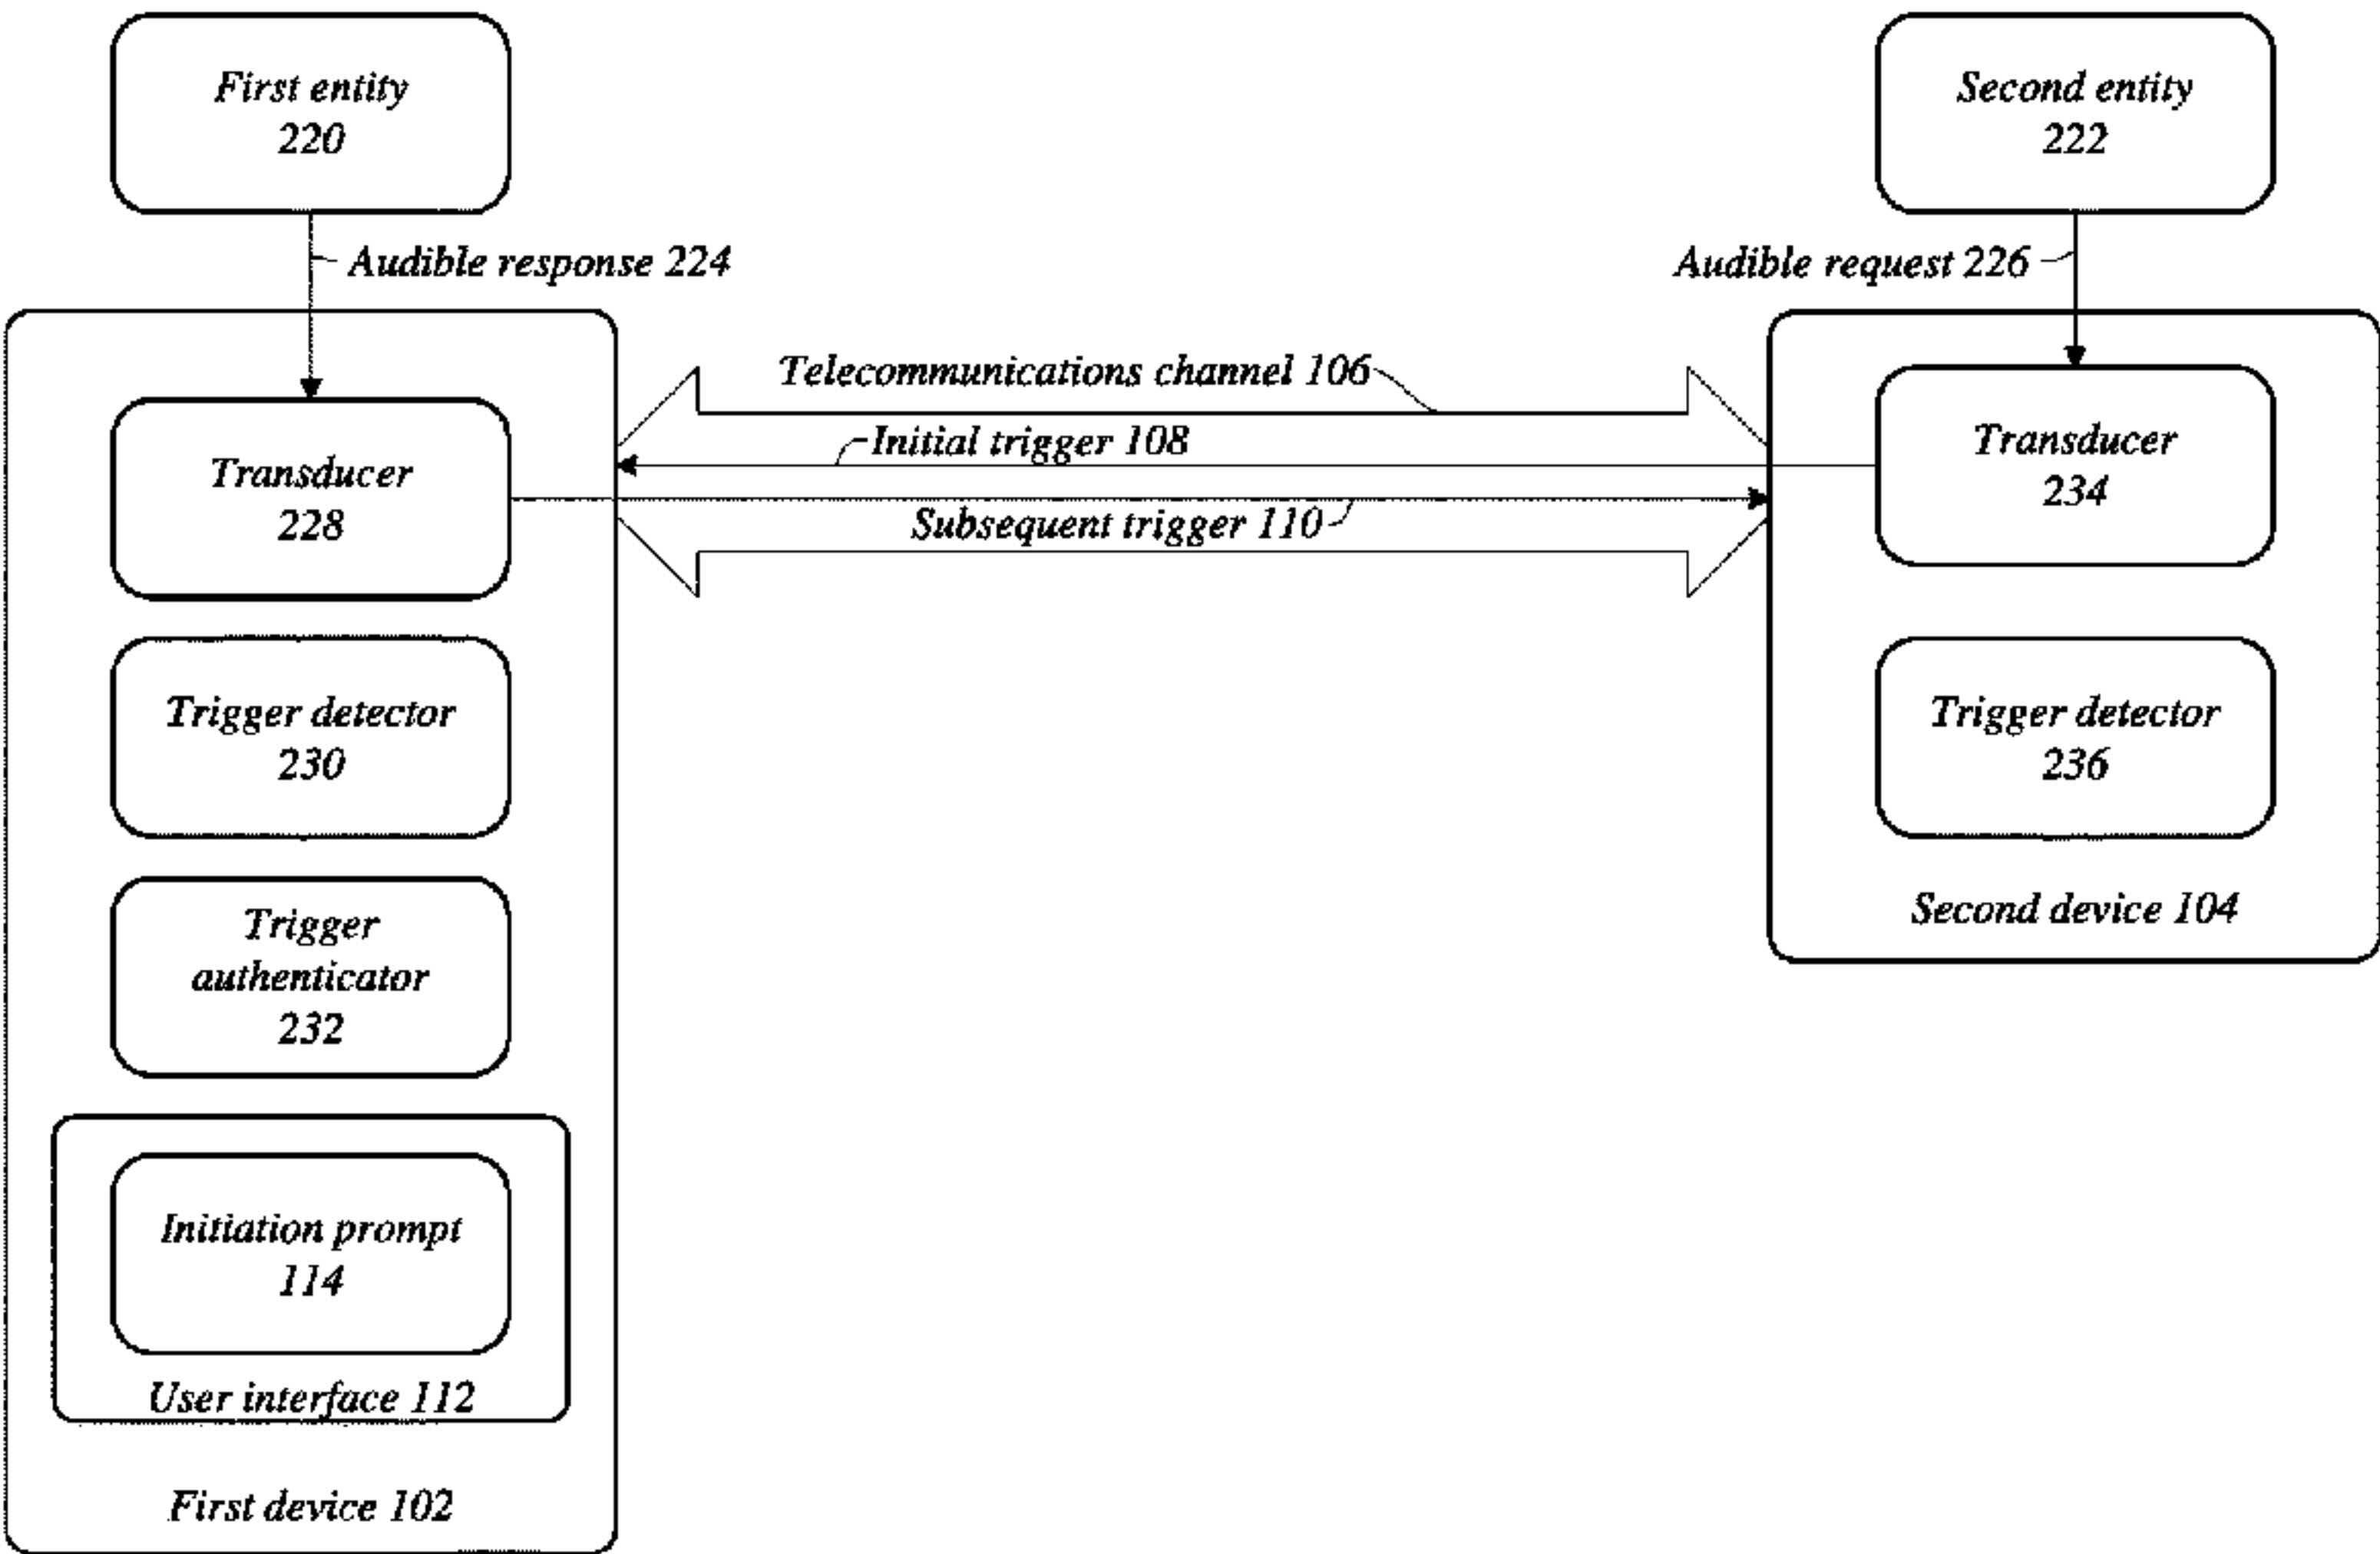 First entity
220
Second entity
222
Audible response 224
Audible request 226
Telecommunications channel 106
Initial trigger 108
Subsequent trigger 110
Transducer
228
Transducer
234
Trigger detector
230
Trigger detector
236
Second device 104
Trigger
authenticator
232
Initiation prompt
114
User interface 112
First device 102